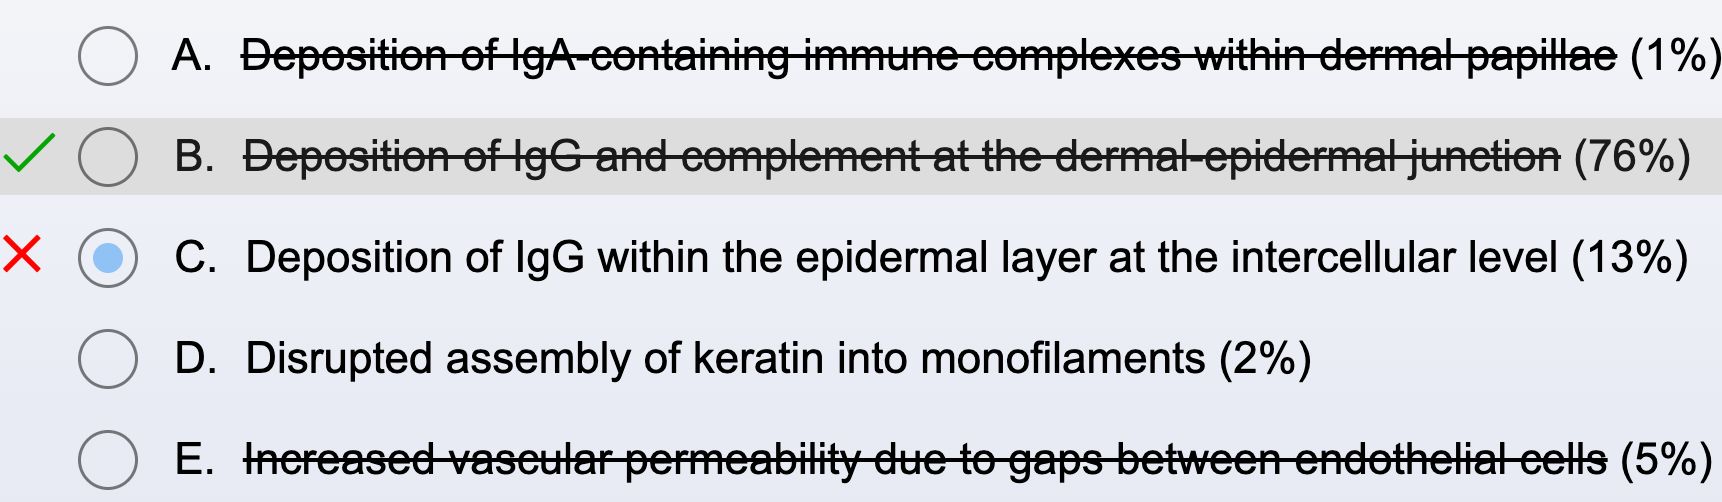 A. Deposition of IgA-containing immune complexes within dermal papillae (1%)
B. Deposition of IgG and complement at the dermal-epidermal junction (76%)
C. Deposition of IgG within the epidermal layer at the intercellular level (13%)
D. Disrupted assembly of keratin into monofilaments (2%)
E. Increased vascular permeability due to gaps between endothelial cells (5%)